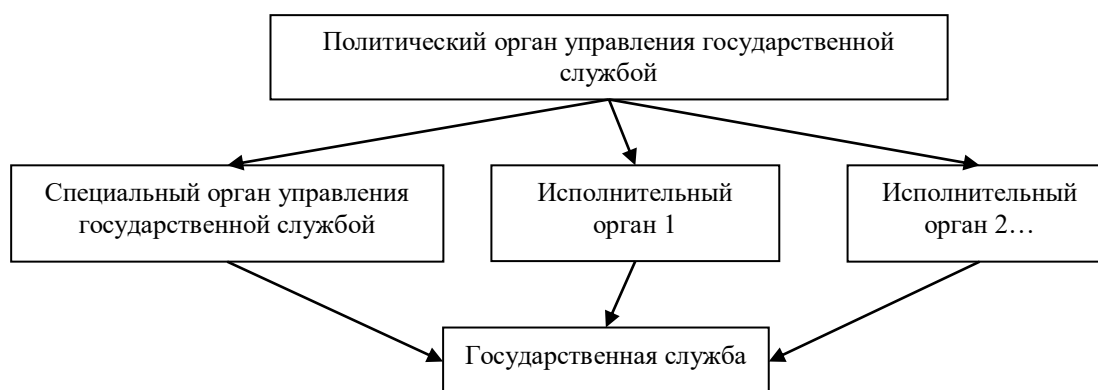 Политический орган управления государственной
службой
Специальный орган управления
государственной службой
Исполнительный
орган 1
Исполнительный
орган 2…
Государственная служба